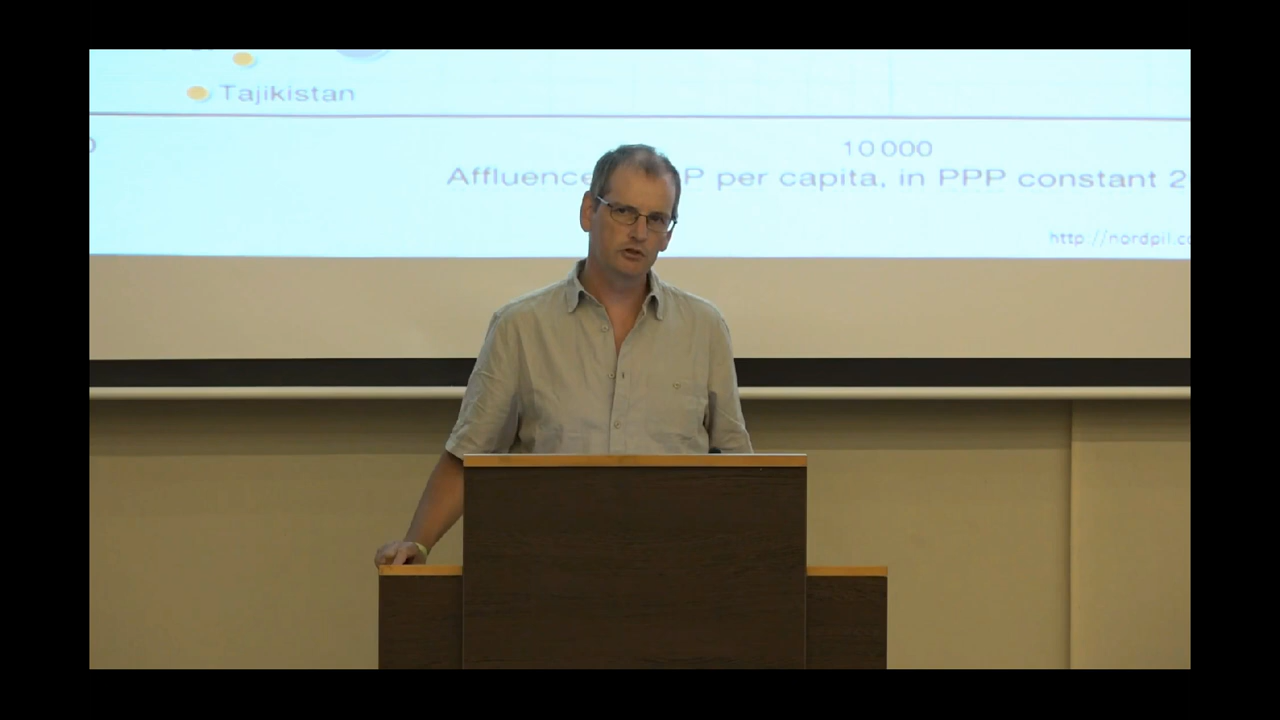 Tajikistan
10 000
Affluence P per capita, in PPP constant 2
http://nordpil.c